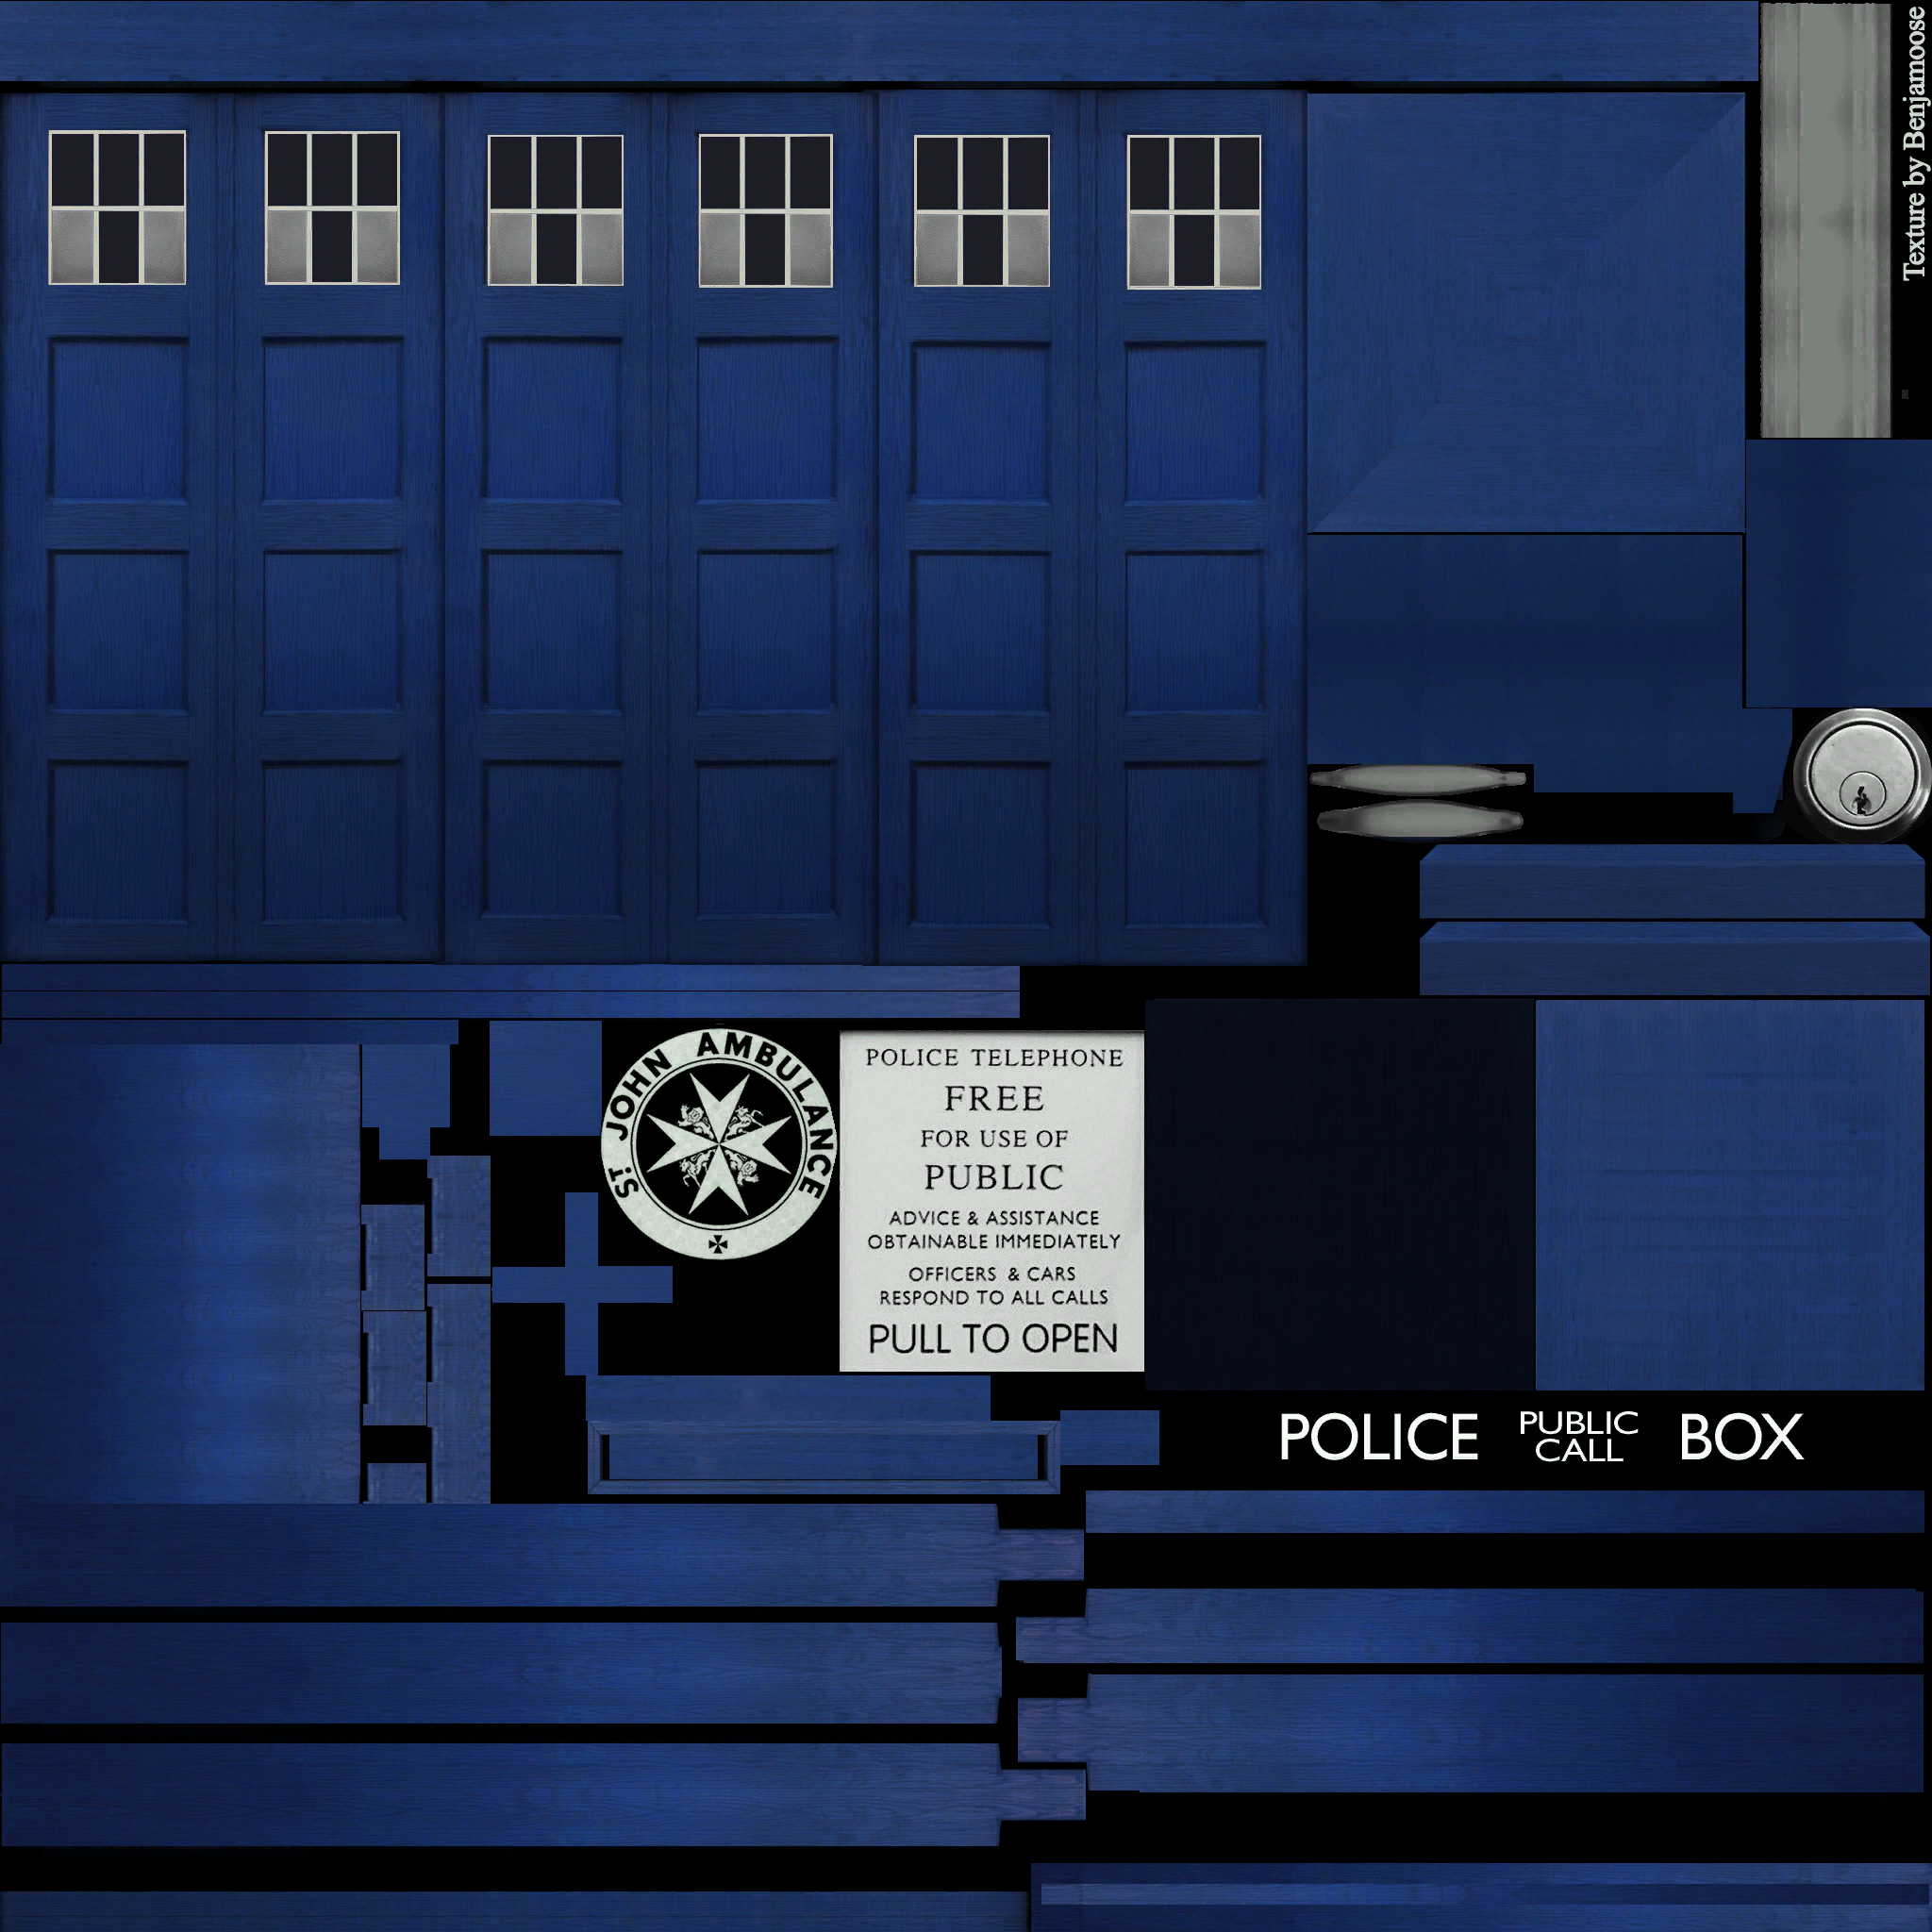 Texture by Benjamoose
St JOHN AMBULANCE
POLICE TELEPHONE
FREE
FOR USE OF
PUBLIC
ADVICE & ASSISTANCE
OBTAINABLE IMMEDIATELY
OFFICERS & CARS
RESPOND TO ALL CALLS
PULL TO OPEN
POLICE PUBLIC CALL BOX